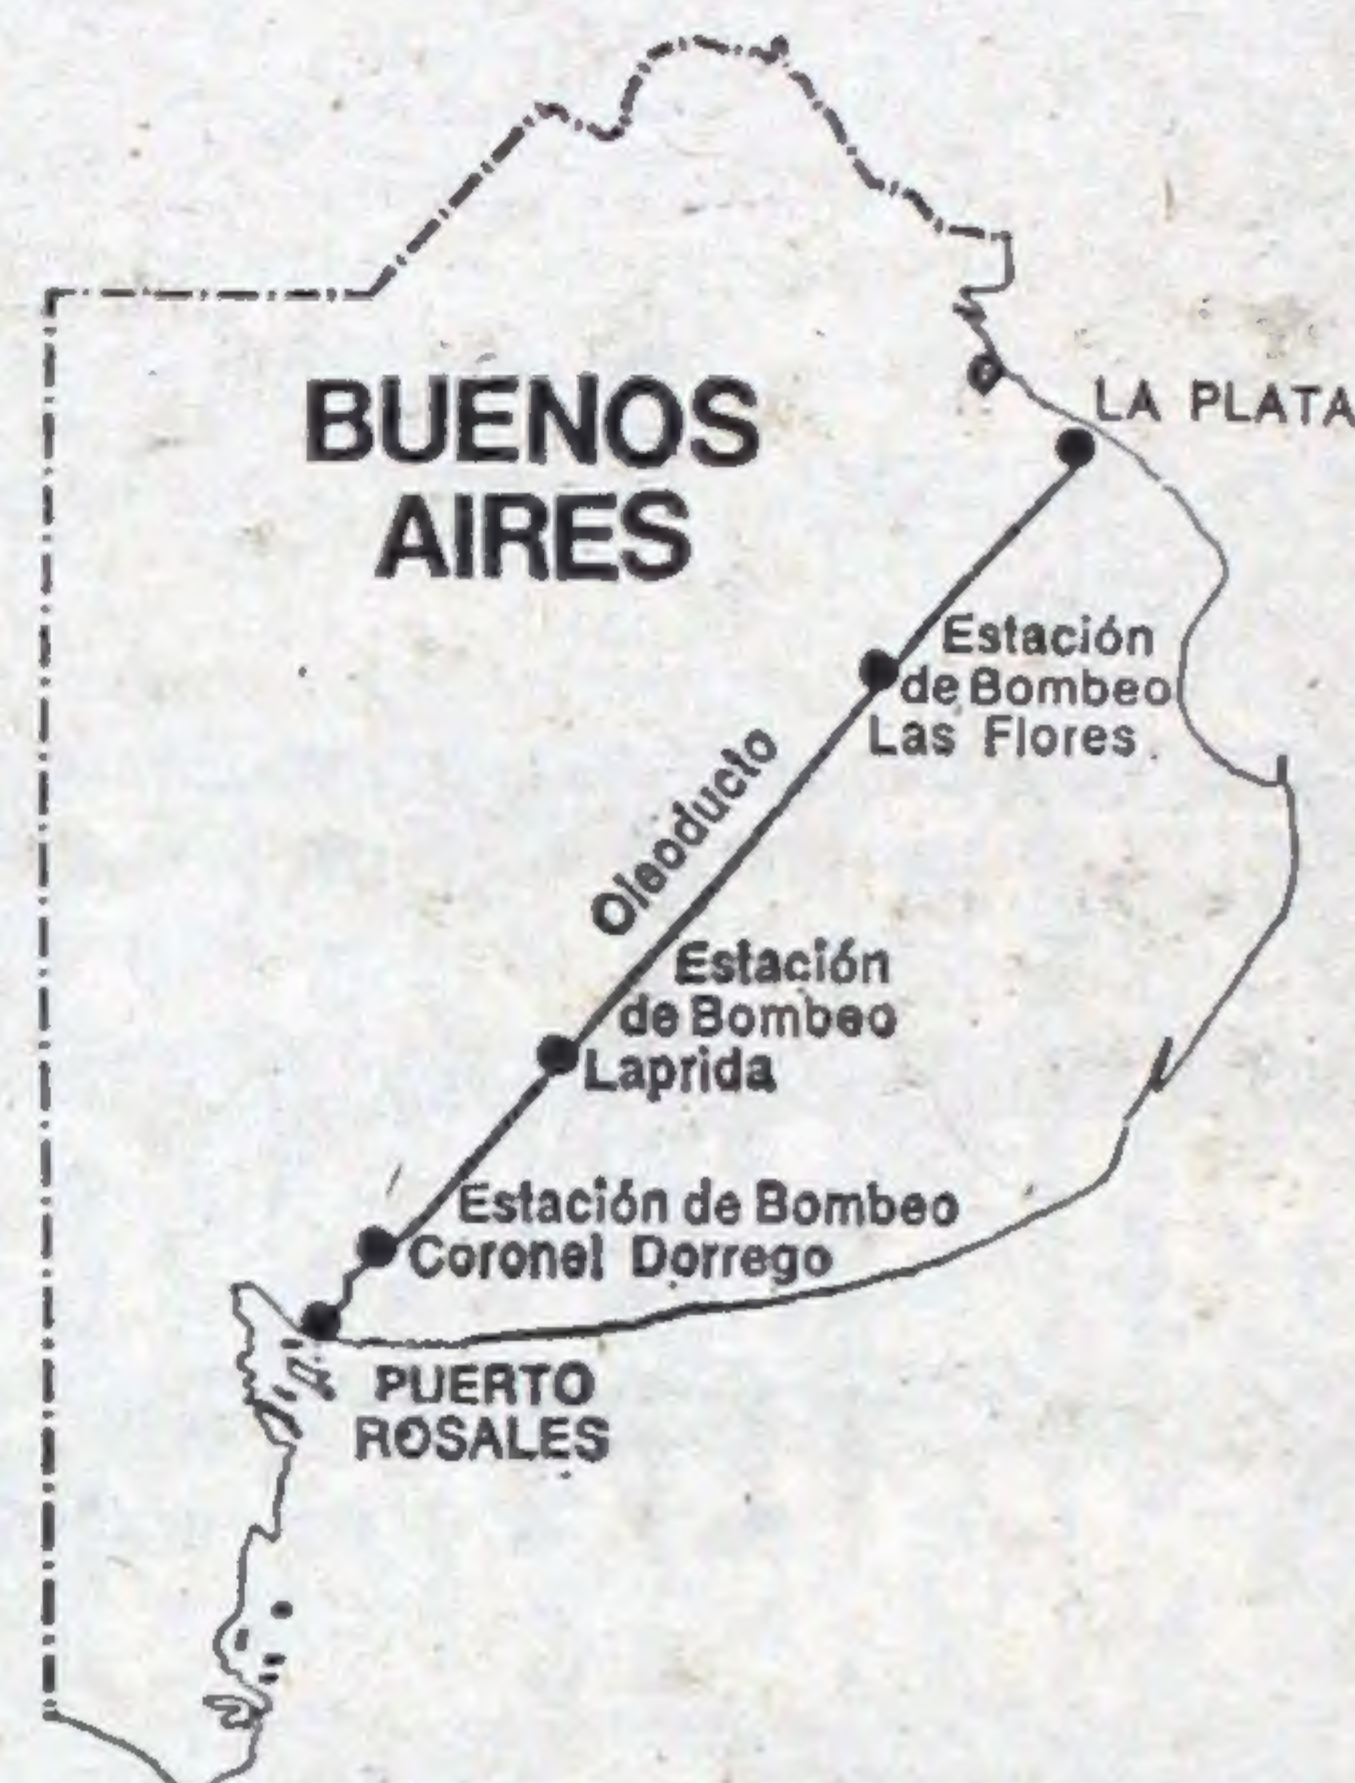 BUENOS
AIRES
LA PLATA
Estación
de Bombeo
Las Flores
Oleoducto
Estación
de Bombeo
Laprida
Estación de Bombeo
Coronel Dorrego
PUERTO
ROSALES